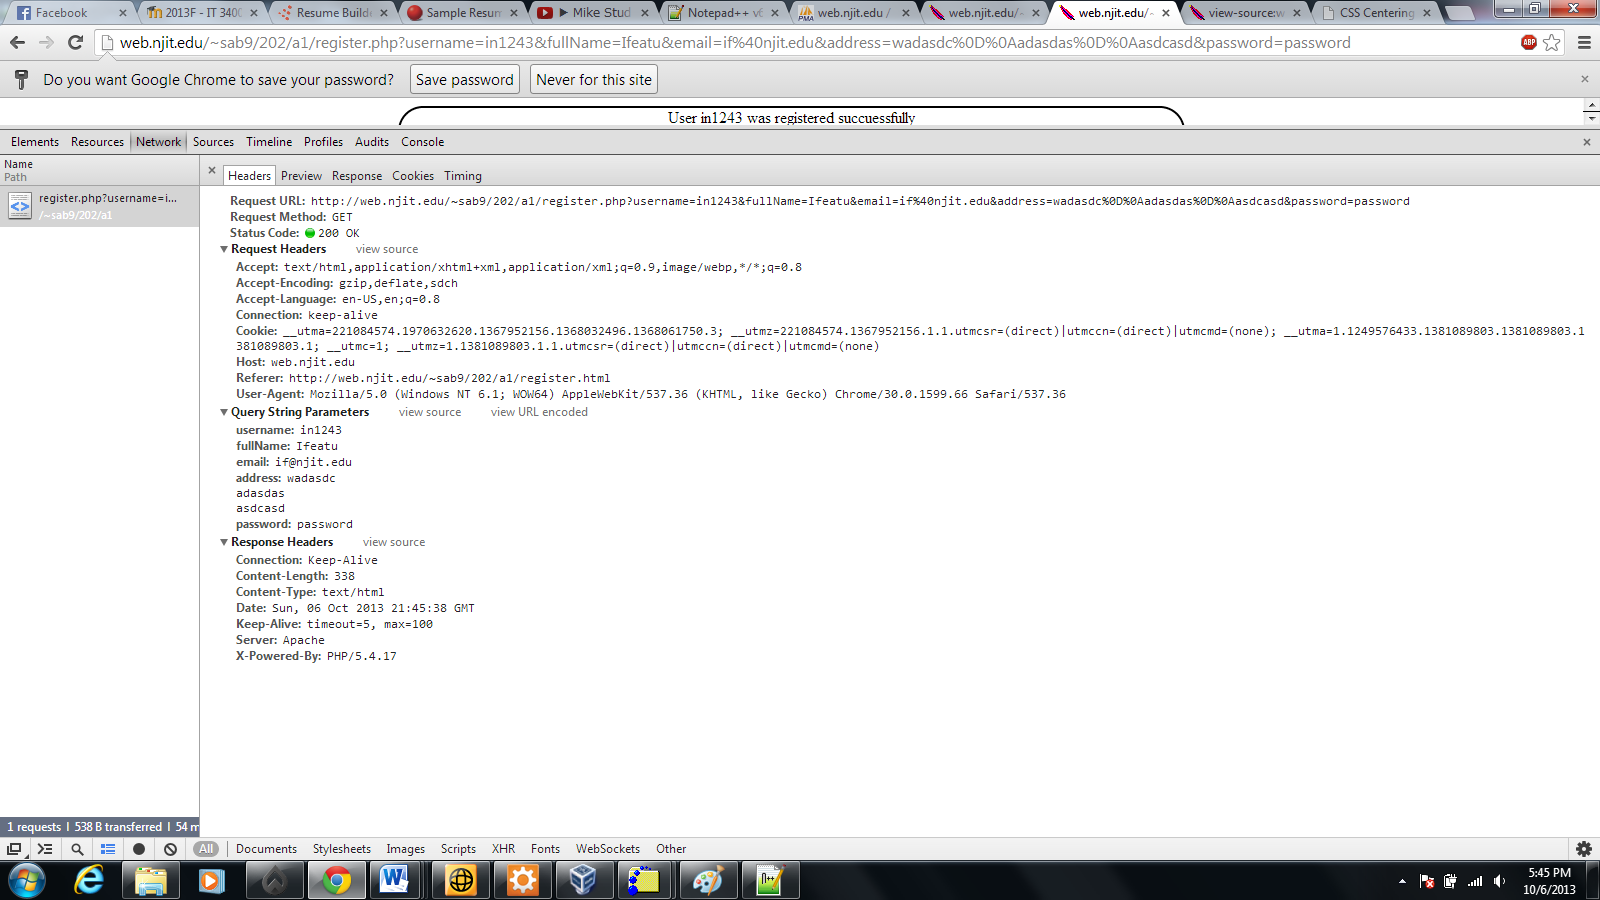 Facebook
2013F - IT 340(
Resume Builde
Sample Resum
▶ Mike Stud
Notepad++ v6
web.njit.edu /
web.njit.edu/~
web.njit.edu/~
view-source:w
CSS Centering
web.njit.edu/~sab9/202/a1/register.php?username=in1243&fullName=Ifeatu&email=if%40njit.edu&address=wadasdc%0D%0Aadasdas%0D%0Aasdcasd&password=password
ABP
Do you want Google Chrome to save your password? Save password Never for this site
User in1243 was registered succuessfully
Elements Resources Network Sources Timeline Profiles Audits Console
Name
Path
register.php?username=i...
/~sab9/202/a1
Headers Preview Response Cookies Timing
Request URL: http://web.njit.edu/~sab9/202/a1/register.php?username=in1243&fullName=Ifeatu&email=if%40njit.edu&address=wadasdc%0D%0Aadasdas%0D%0Aasdcasd&password=password
Request Method: GET
Status Code: 200 OK
Request Headers view source
Accept: text/html,application/xhtml+xml,application/xml;q=0.9,image/webp,*/*;q=0.8
Accept-Encoding: gzip,deflate,sdch
Accept-Language: en-US,en;q=0.8
Connection: keep-alive
Cookie: __utma=221084574.1970632620.1367952156.1368032496.1368061750.3; __utmz=221084574.1367952156.1.1.utmcsr=(direct)|utmccn=(direct)|utmcmd=(none); __utma=1.1249576433.1381089803.1381089803.1
381089803.1; __utmc=1; __utmz=1.1381089803.1.1.utmcsr=(direct)|utmccn=(direct)|utmcmd=(none)
Host: web.njit.edu
Referer: http://web.njit.edu/~sab9/202/a1/register.html
User-Agent: Mozilla/5.0 (Windows NT 6.1; WOW64) AppleWebKit/537.36 (KHTML, like Gecko) Chrome/30.0.1599.66 Safari/537.36
Query String Parameters view source view URL encoded
username: in1243
fullName: Ifeatu
email: if@njit.edu
address: wadasdc
adasdas
asdcasd
password: password
Response Headers view source
Connection: Keep-Alive
Content-Length: 338
Content-Type: text/html
Date: Sun, 06 Oct 2013 21:45:38 GMT
Keep-Alive: timeout=5, max=100
Server: Apache
X-Powered-By: PHP/5.4.17
1 requests | 538 B transferred | 54 m
All Documents Stylesheets Images Scripts XHR Fonts WebSockets Other
5:45 PM
10/6/2013